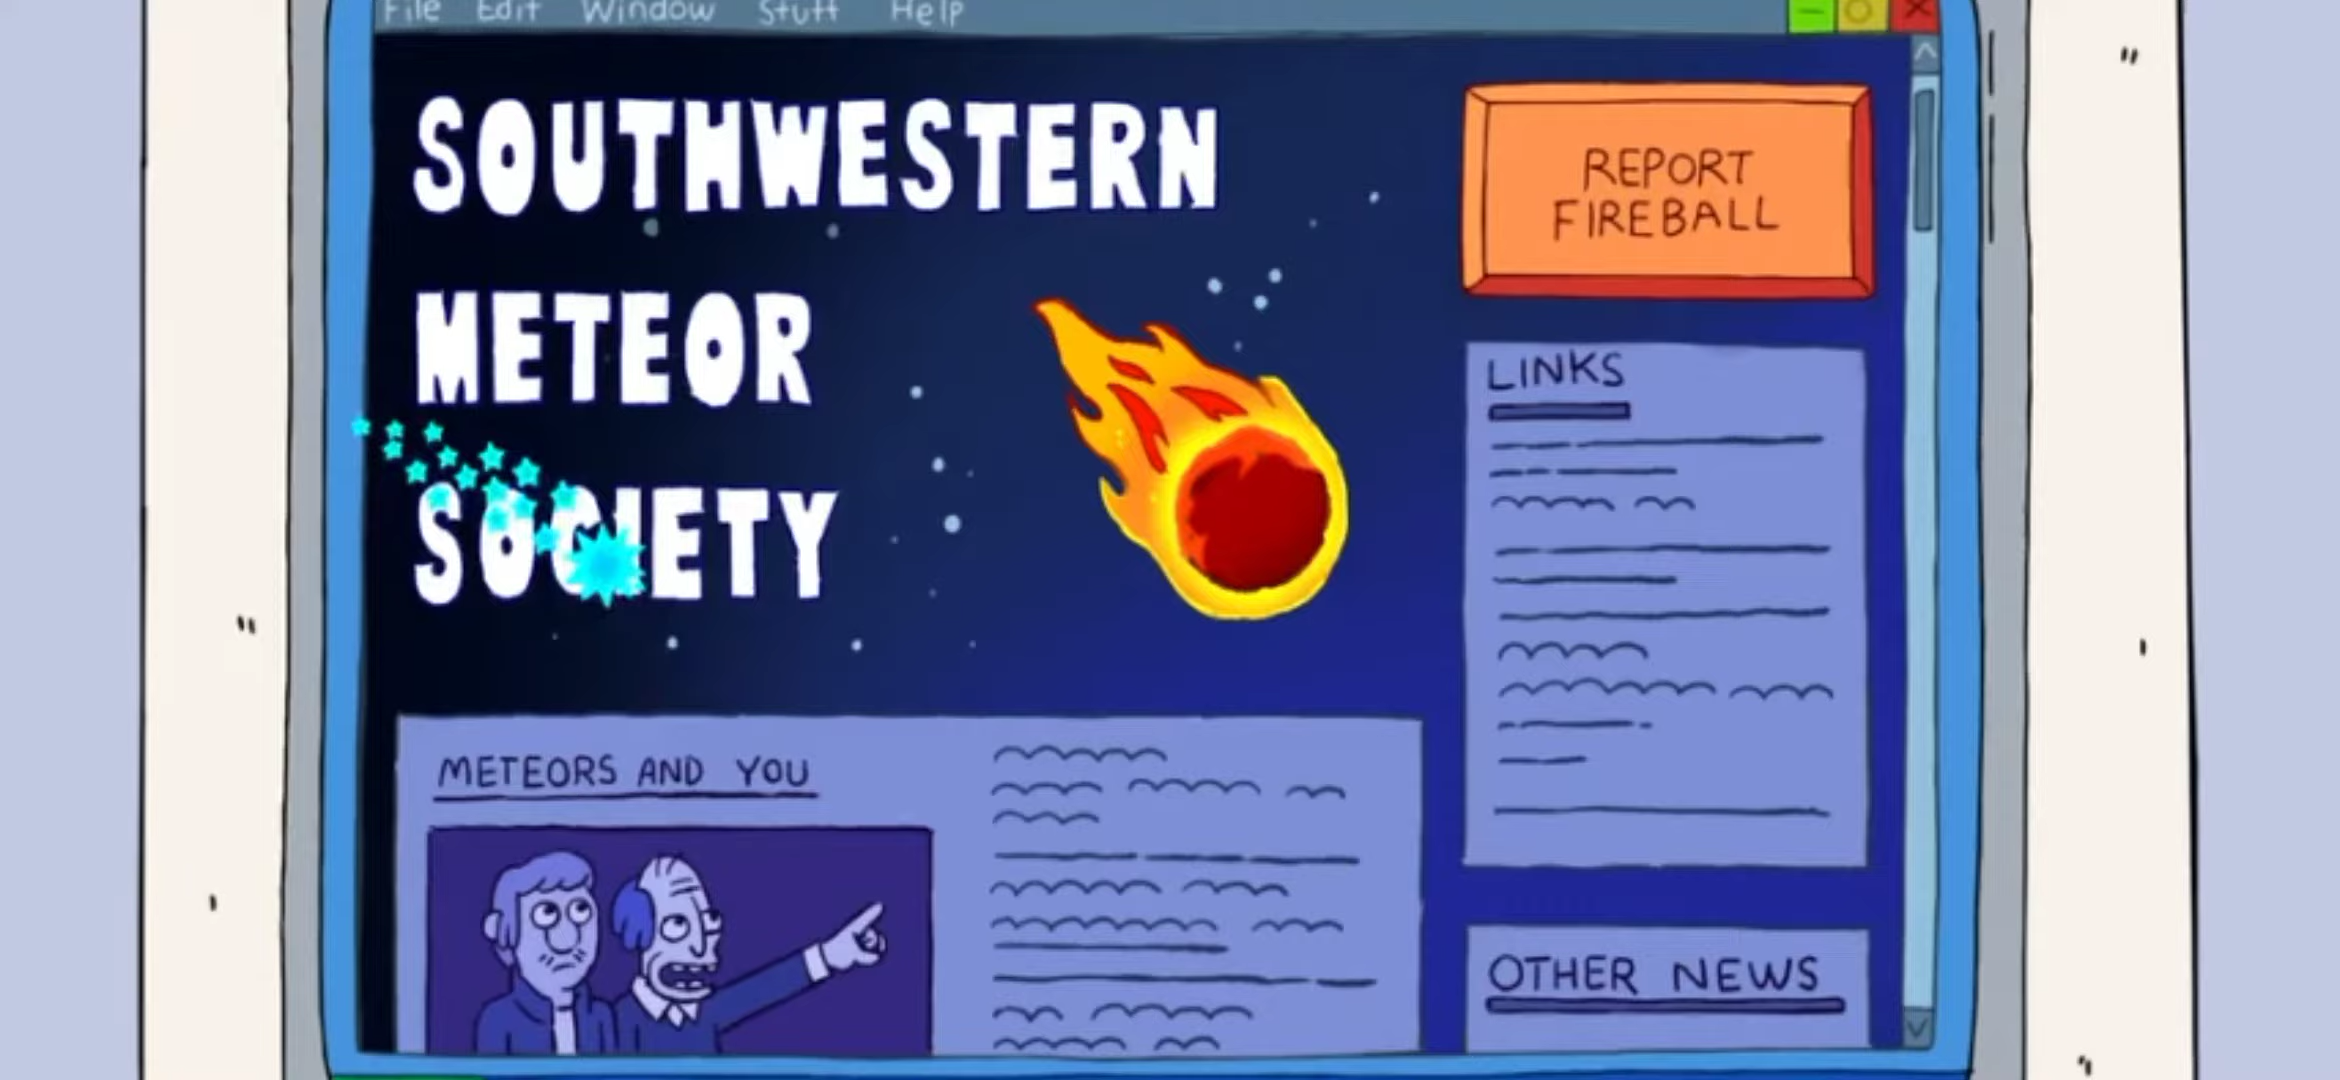 File Edit Window Stuff Help
SOUTHWESTERN
METEOR
SOCIETY
REPORT
FIREBALL
LINKS
METEORS AND YOU
OTHER NEWS